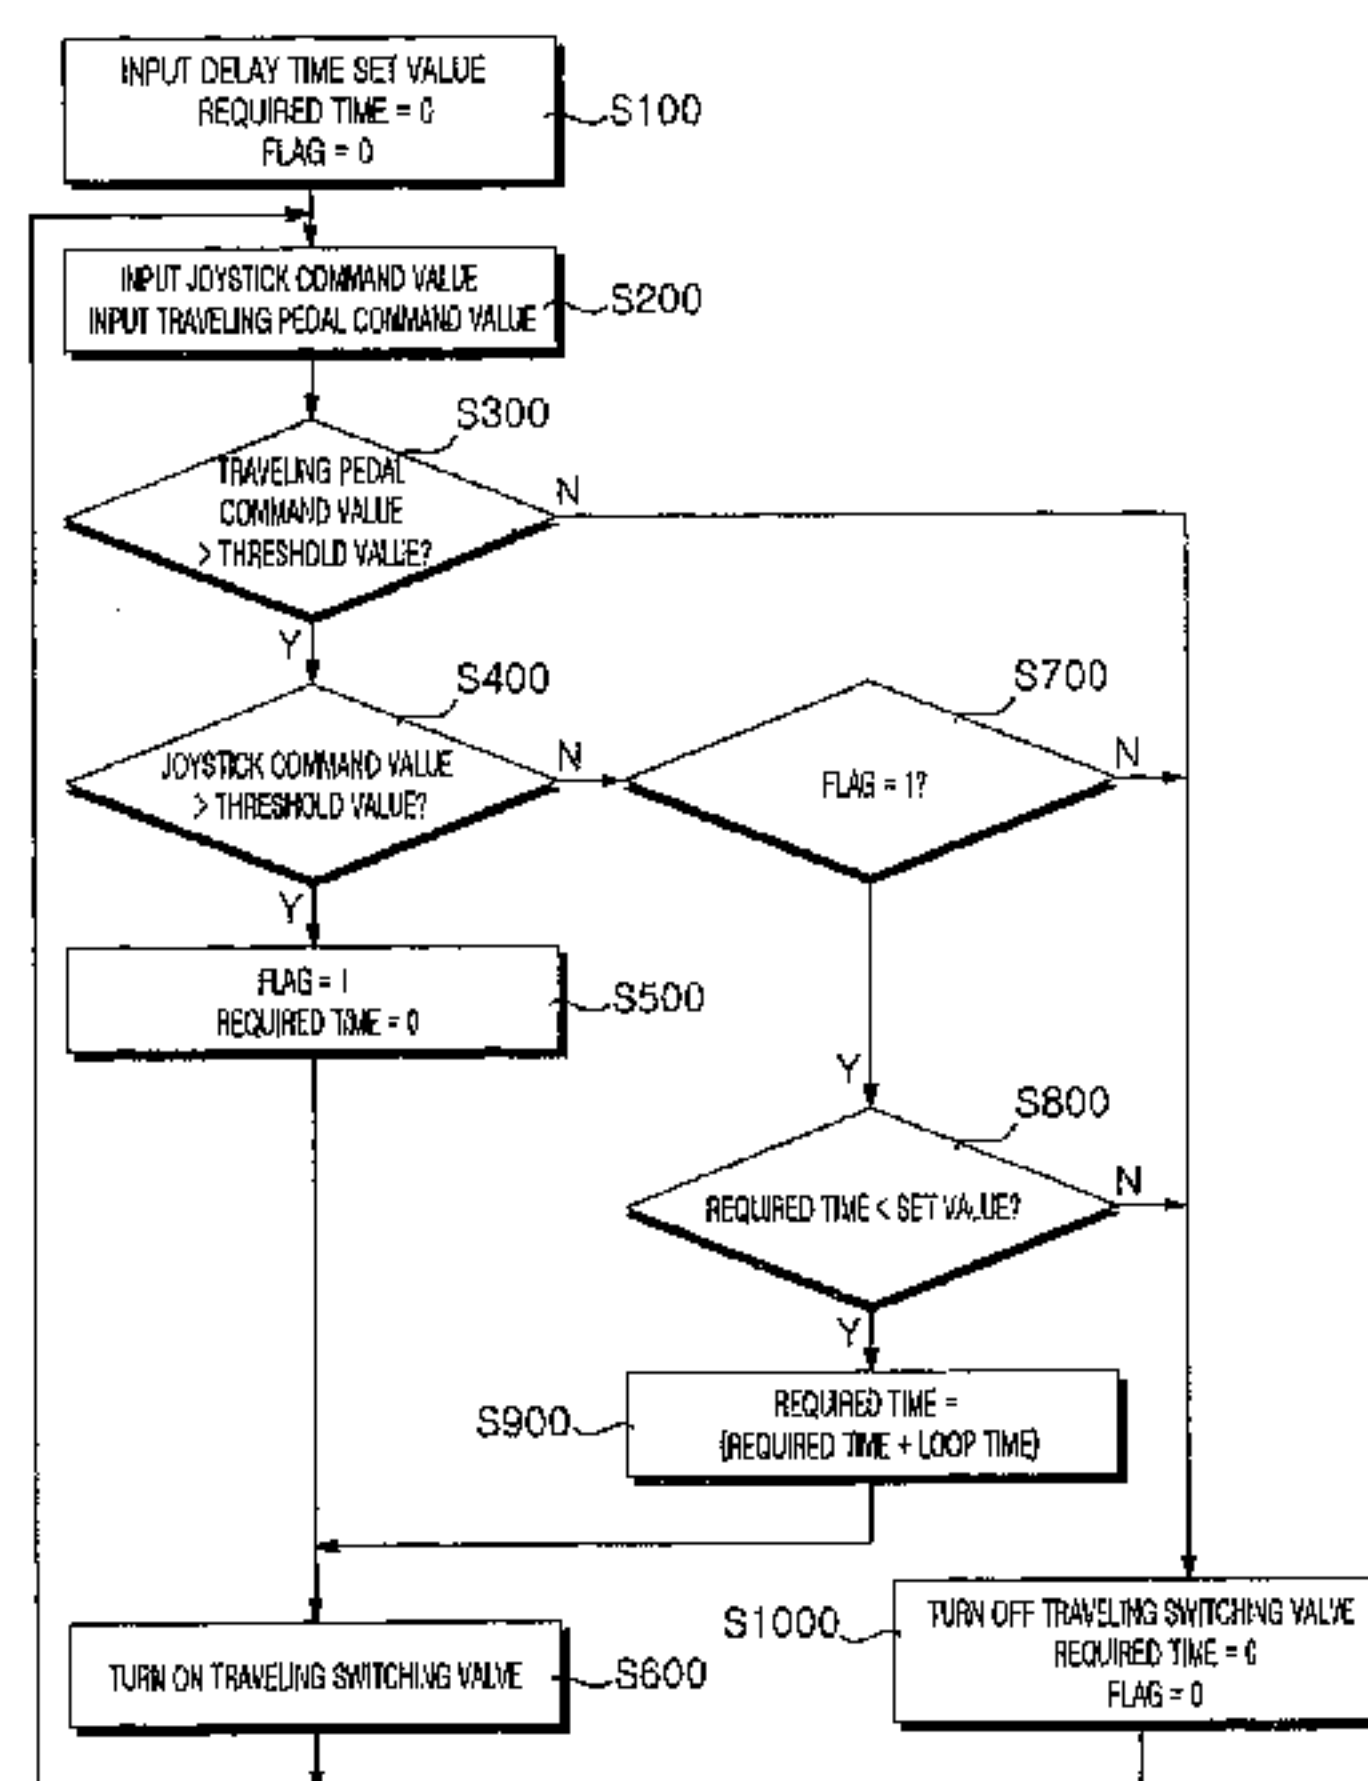 INPUT DELAY TIME SET VALUE
REQUIRED TIME = 0
FLAG = 0
S100
INPUT JOYSTICK COMMAND VALUE
INPUT TRAVELING PEDAL COMMAND VALUE
S200
S300
TRAVELING PEDAL
COMMAND VALUE
> THRESHOLD VALUE?
N
Y
S400
JOYSTICK COMMAND VALUE
> THRESHOLD VALUE?
N
Y
S700
FLAG = 1?
N
Y
FLAG = 1
REQUIRED TIME = 0
S500
S800
REQUIRED TIME < SET VALUE?
N
Y
S900
REQUIRED TIME =
(REQUIRED TIME + LOOP TIME)
TURN ON TRAVELING SWITCHING VALVE
S600
S1000
TURN OFF TRAVELING SWITCHING VALVE
REQUIRED TIME = 0
FLAG = 0